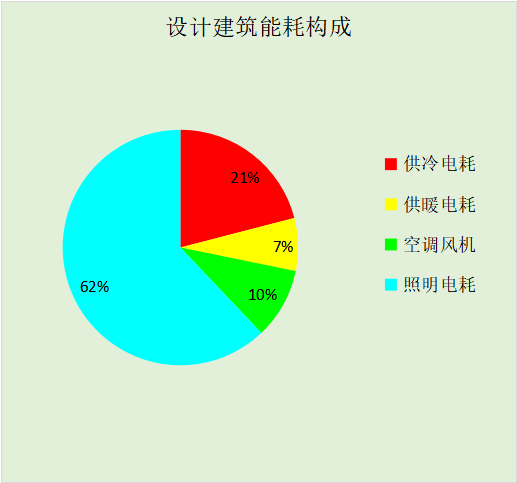 设计建筑能耗构成
供冷电耗
21%
供暖电耗
7%
空调风机
10%
照明电耗
62%